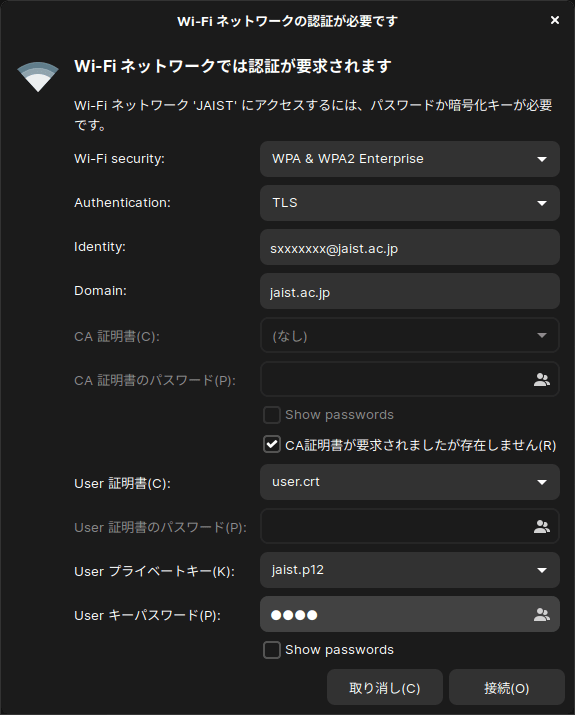 Wi-Fi ネットワークの認証が必要です
Wi-Fi ネットワークでは認証が要求されます
Wi-Fi ネットワーク 'JAIST' にアクセスするには、パスワードか暗号化キーが必要
です。
Wi-Fi security: WPA & WPA2 Enterprise
Authentication: TLS
Identity: sxxxxxxx@jaist.ac.jp
Domain: jaist.ac.jp
CA 証明書(C): (なし)
CA 証明書のパスワード(P):
Show passwords
CA証明書が要求されましたが存在しません(R)
User 証明書(C): user.crt
User 証明書のパスワード(P):
User プライベートキー(K): jaist.p12
User キーパスワード(P): ●●●●
Show passwords
取り消し(C) 接続(O)